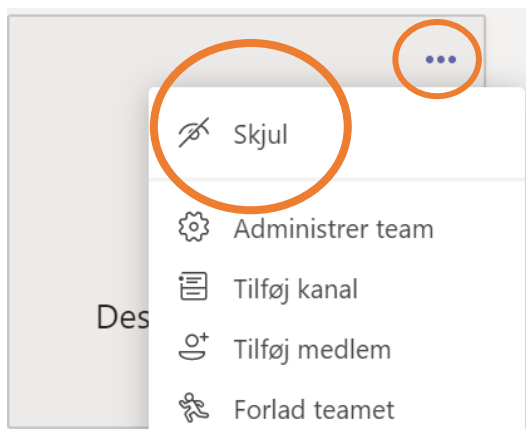 Skjul
Administrer team
Tilføj kanal
Des
Tilføj medlem
Forlad teamet